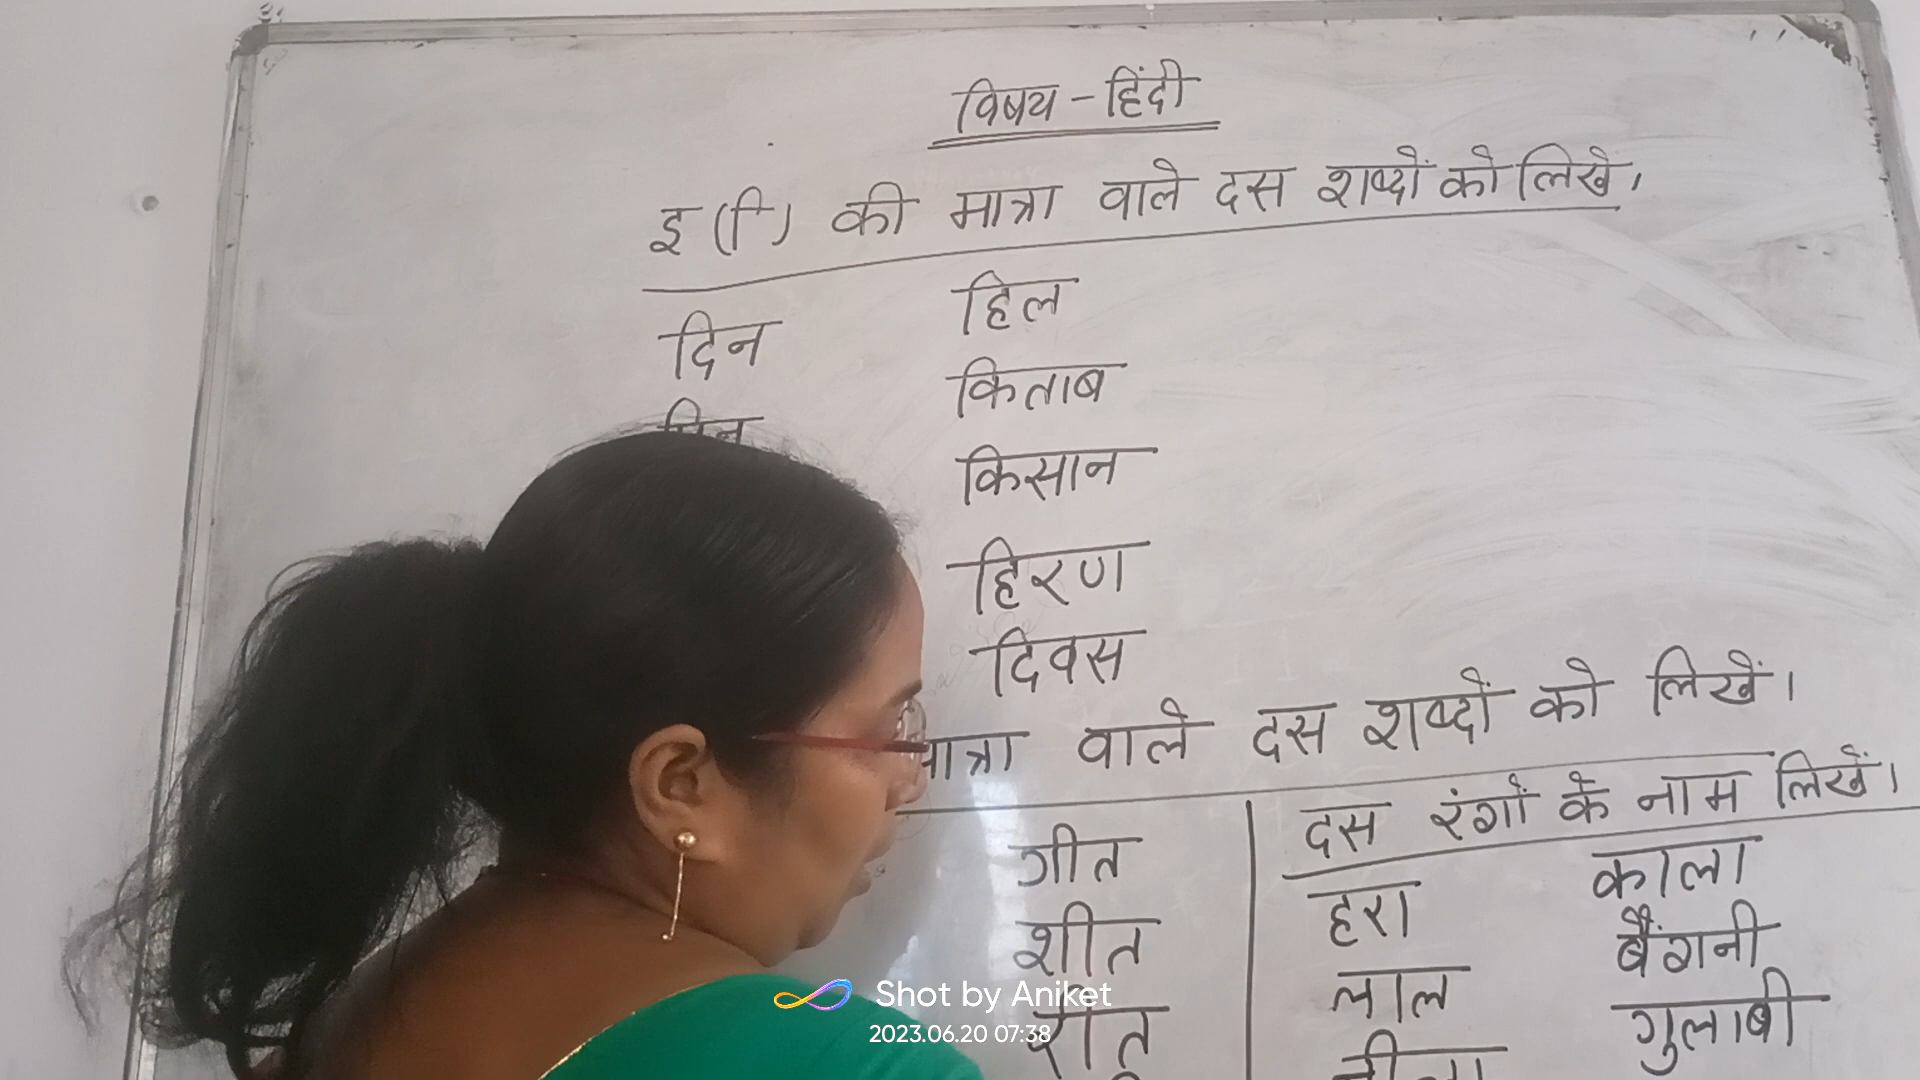 विषय - हिंदी
इ (ि) की मात्रा वाले दस शब्दों को लिखे।
दिन हिल
किताब
किसान
हिरण
दिवस
मात्रा वाले दस शब्दों को लिखें।
दस रंगों के नाम लिखें।
गीत हरा काला
शीत लाल बैंगनी
रीत गुलाबी
Shot by Aniket
2023.06.20 07:38